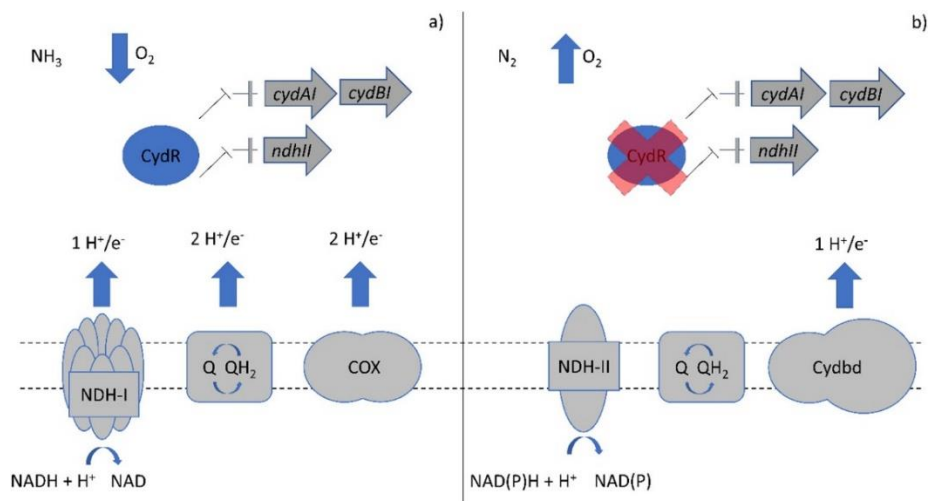 a)
NH₃ O₂
cydAI cydBI
CydR
ndhII
1 H⁺/e⁻ 2 H⁺/e⁻ 2 H⁺/e⁻
Q QH₂ COX
NDH-I
NADH + H⁺ NAD
b)
N₂ O₂
cydAI cydBI
CydR
ndhII
1 H⁺/e⁻
NDH-II Q QH₂ Cydbd
NAD(P)H + H⁺ NAD(P)